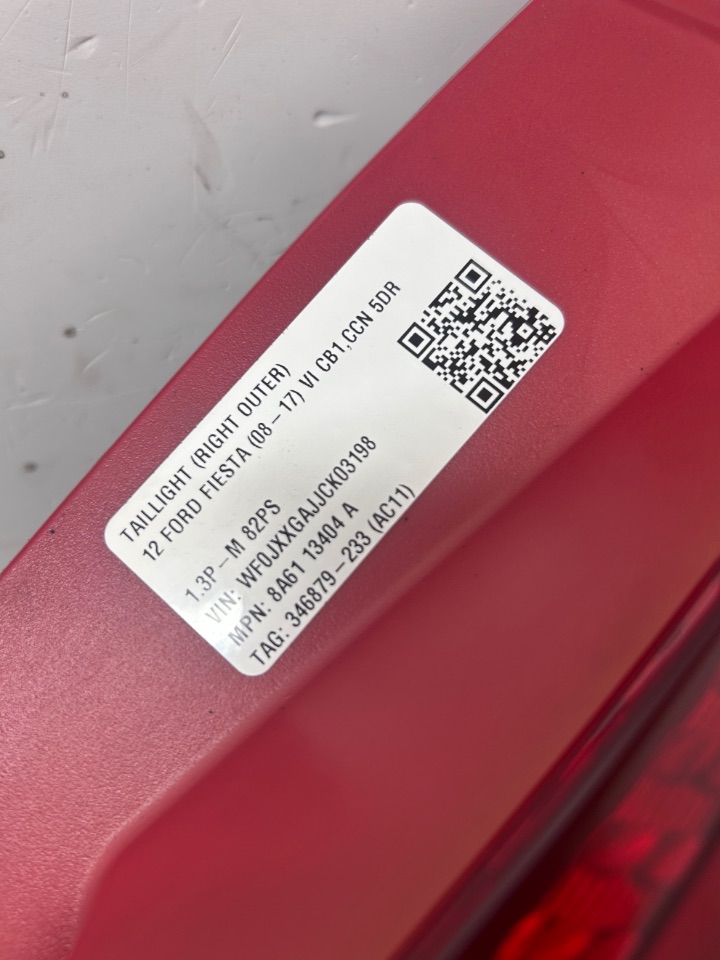 TAILLIGHT (RIGHT OUTER)
12 FORD FIESTA (08-17) VI CB1,CCN 5DR
1.3P-M 82PS
VIN: WF0JXXGAJJCK03198
MPN: 8A61 13404 A
TAG: 346879-233 (AC11)